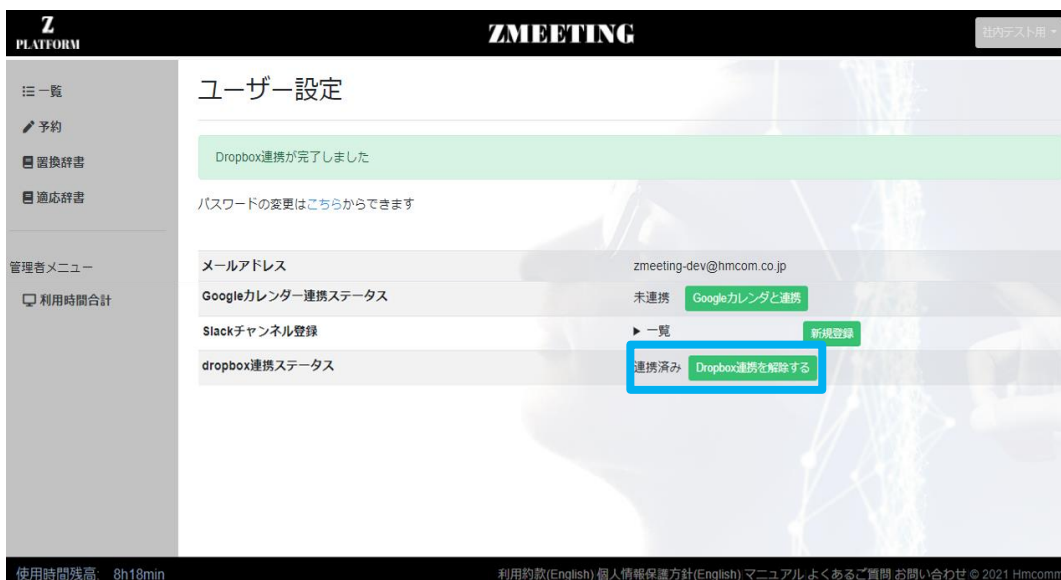 Z
PLATFORM
ZMEETING
社内テスト用
一覧
予約
置換辞書
適応辞書
管理者メニュー
利用時間合計
ユーザー設定
Dropbox連携が完了しました
パスワードの変更はこちらからできます
メールアドレス zmeeting-dev@hmcom.co.jp
Googleカレンダー連携ステータス 未連携 Googleカレンダと連携
Slackチャンネル登録 ▶ 一覧 新規登録
dropbox連携ステータス 連携済み Dropbox連携を解除する
使用時間残高: 8h18min
利用約款(English) 個人情報保護方針(English) マニュアル よくあるご質問 お問い合わせ © 2021 Hmcomm